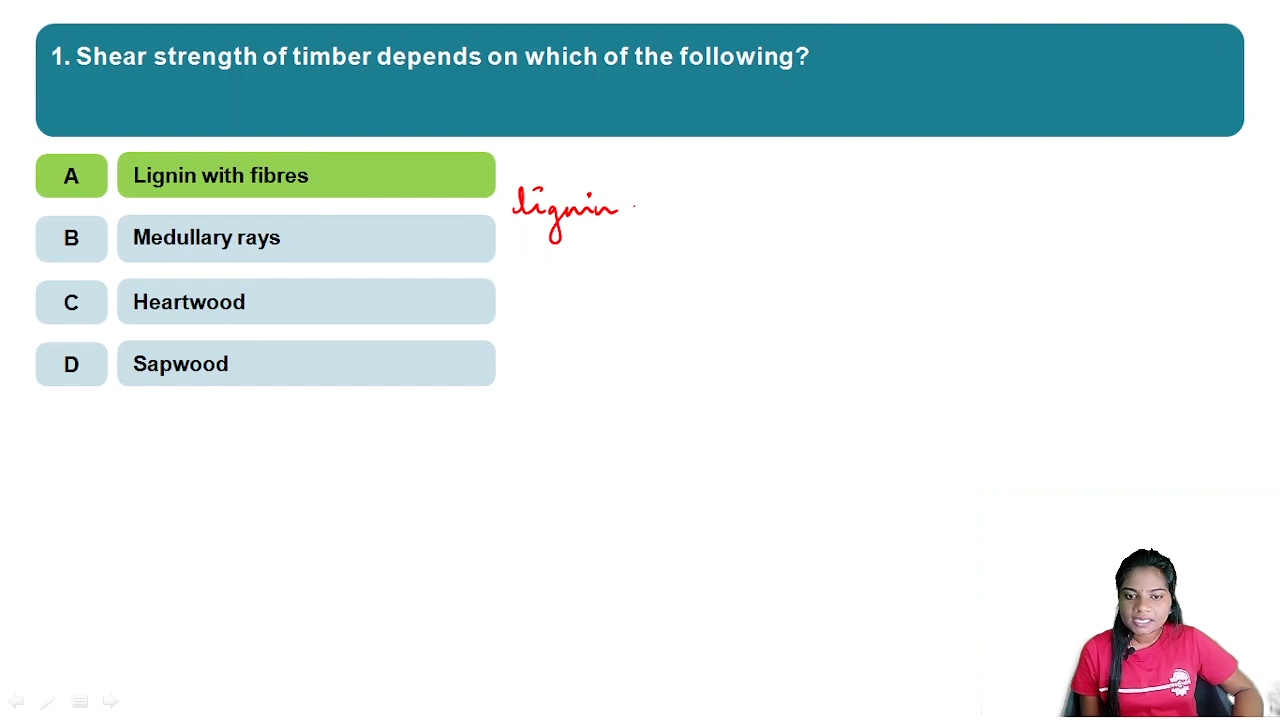 1. Shear strength of timber depends on which of the following?
A Lignin with fibres
lignin
B Medullary rays
C Heartwood
D Sapwood